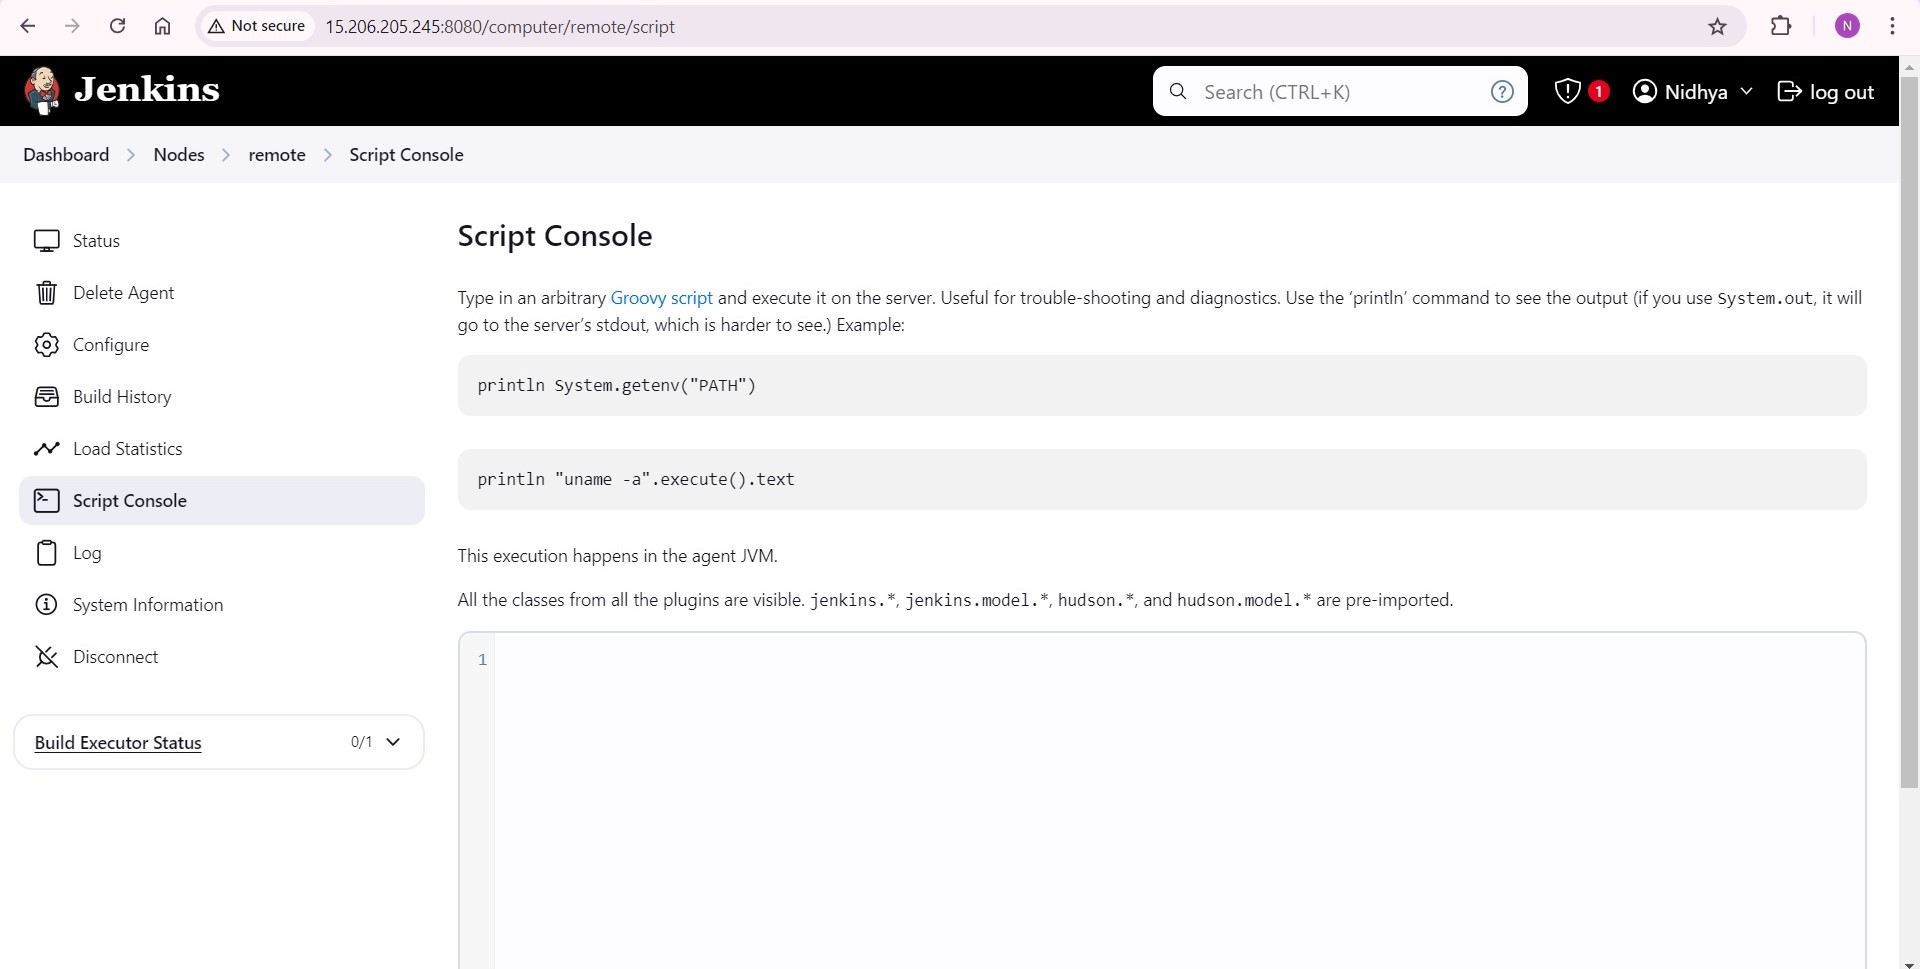 Not secure
15.206.205.245:8080/computer/remote/script
N
Jenkins
Search (CTRL+K)
?
1
Nidhya
log out
Dashboard
Nodes
remote
Script Console
Status
Delete Agent
Configure
Build History
Load Statistics
Script Console
Log
System Information
Disconnect
Build Executor Status
0/1
Script Console
Type in an arbitrary Groovy script and execute it on the server. Useful for trouble-shooting and diagnostics. Use the ‘println’ command to see the output (if you use System.out, it will
go to the server’s stdout, which is harder to see.) Example:
println System.getenv("PATH")
println "uname -a".execute().text
This execution happens in the agent JVM.
All the classes from all the plugins are visible. jenkins.*, jenkins.model.*, hudson.*, and hudson.model.* are pre-imported.
1